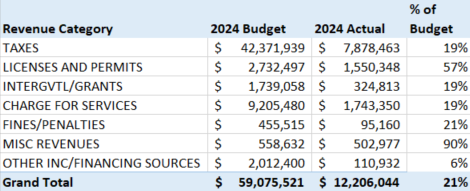 % of
Revenue Category 2024 Budget 2024 Actual Budget
TAXES $ 42,371,939 $ 7,878,463 19%
LICENSES AND PERMITS $ 2,732,497 $ 1,550,348 57%
INTERGVTL/GRANTS $ 1,739,058 $ 324,813 19%
CHARGE FOR SERVICES $ 9,205,480 $ 1,743,350 19%
FINES/PENALTIES $ 455,515 $ 95,160 21%
MISC REVENUES $ 558,632 $ 502,977 90%
OTHER INC/FINANCING SOURCES $ 2,012,400 $ 110,932 6%
Grand Total $ 59,075,521 $ 12,206,044 21%